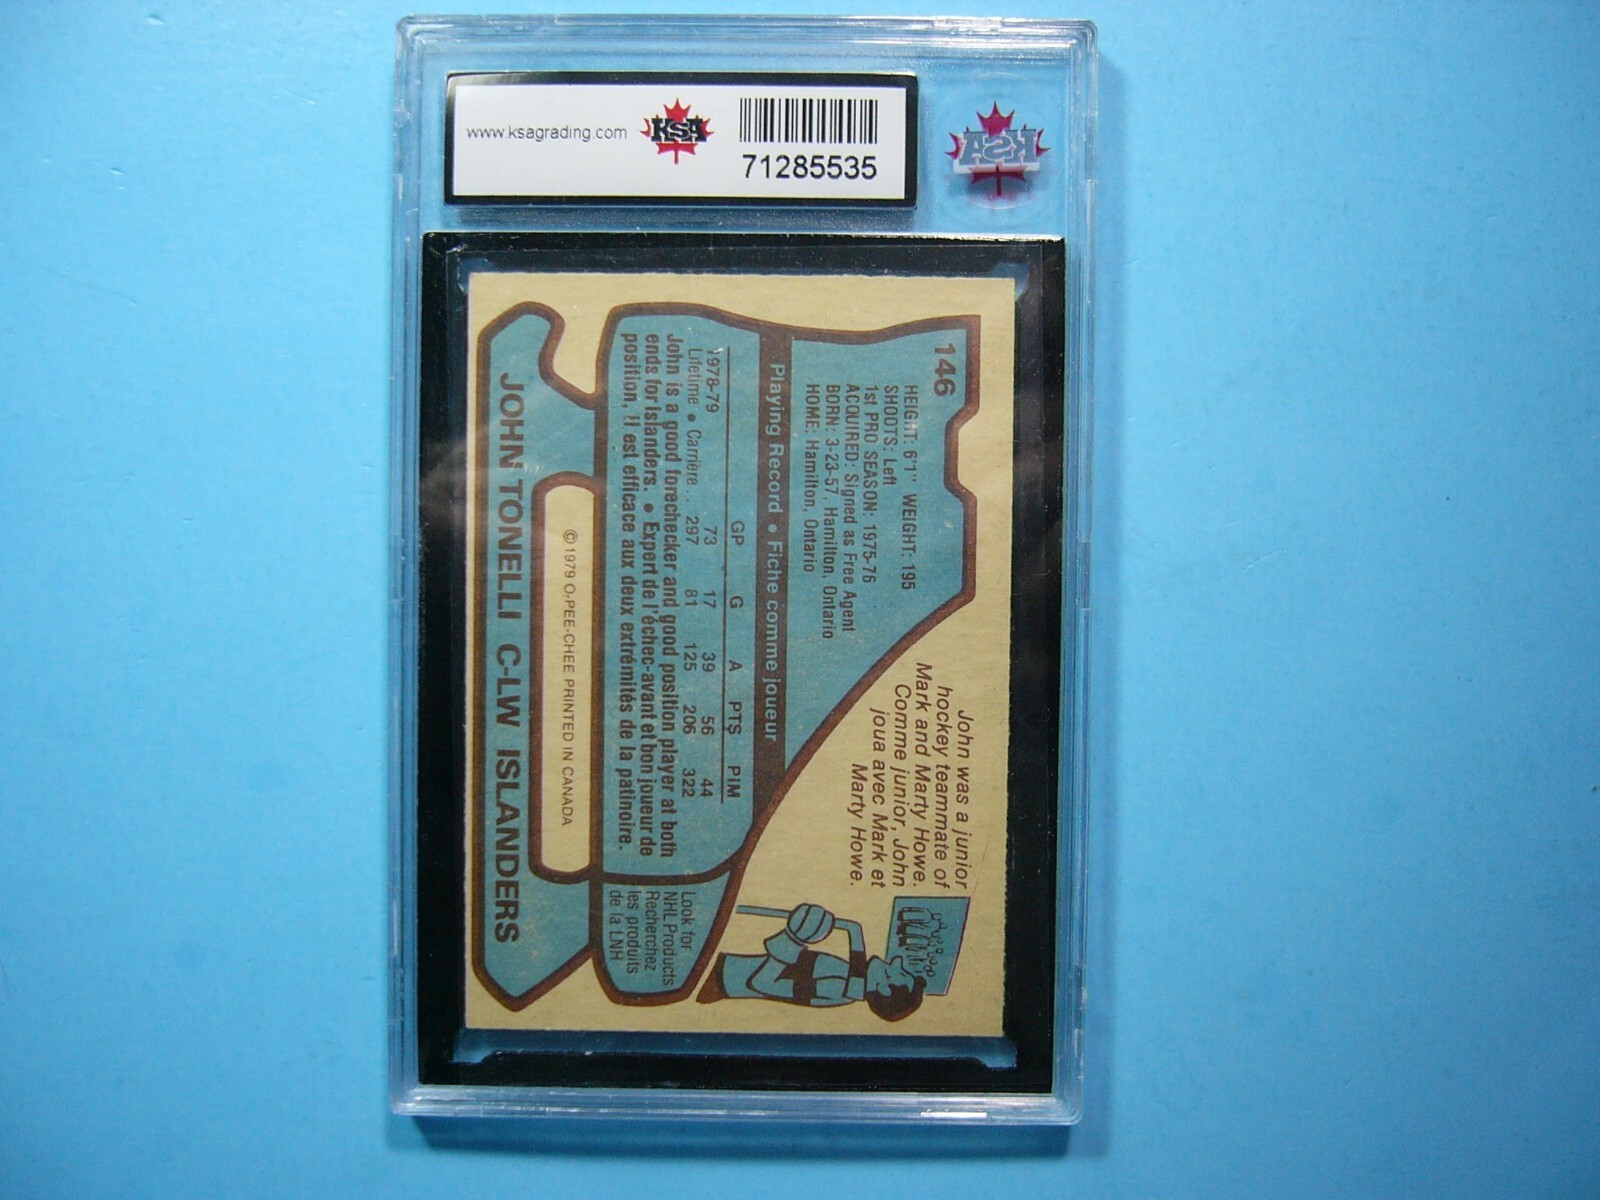 www.ksagrading.com
KSA
71285535
KSA
146
HEIGHT: 6'1" WEIGHT: 195
SHOOTS: Left
1st PRO SEASON: 1975-76
ACQUIRED: Signed as Free Agent
BORN: 3-23-57, Hamilton, Ontario
HOME: Hamilton, Ontario
John was a junior
hockey teammate of
Mark and Marty Howe.
Comme junior, John
joua avec Mark et
Marty Howe.
Playing Record • Fiche comme joueur
GP G A PTS PIM
1978-79 73 17 39 56 44
Lifetime • Carrière.. 297 81 125 206 322
John is a good forechecker and good position player at both
ends for Islanders. • Expert de l'échec-avant et bon joueur de
position, il est efficace aux deux extrémités de la patinoire.
Look for
NHL Products
Recherchez
les produits
de la LNH
©1979 O-PEE-CHEE PRINTED IN CANADA
JOHN TONELLI C-LW ISLANDERS